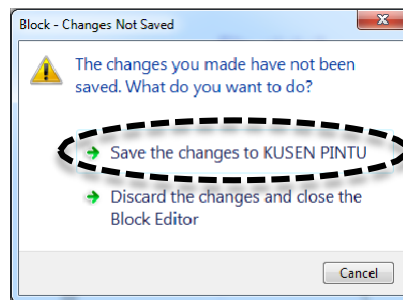 Block - Changes Not Saved
The changes you made have not been
saved. What do you want to do?
Save the changes to KUSEN PINTU
Discard the changes and close the
Block Editor
Cancel